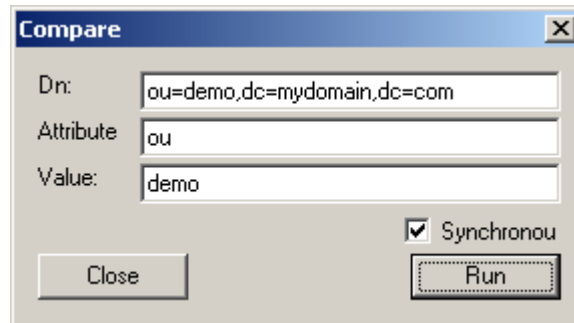 Compare
Dn: ou=demo,dc=mydomain,dc=com
Attribute ou
Value: demo
Synchronou
Close Run